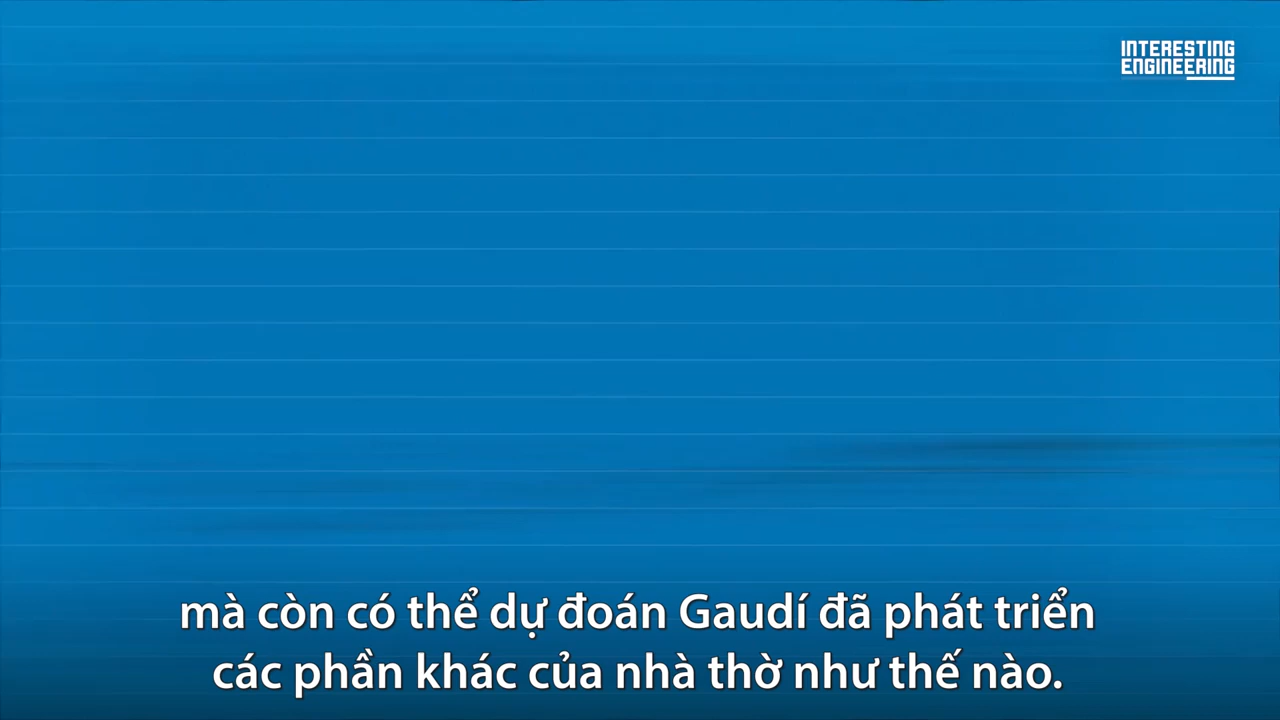 INTERESTING
ENGINEERING
mà còn có thể dự đoán Gaudí đã phát triển
các phần khác của nhà thờ như thế nào.